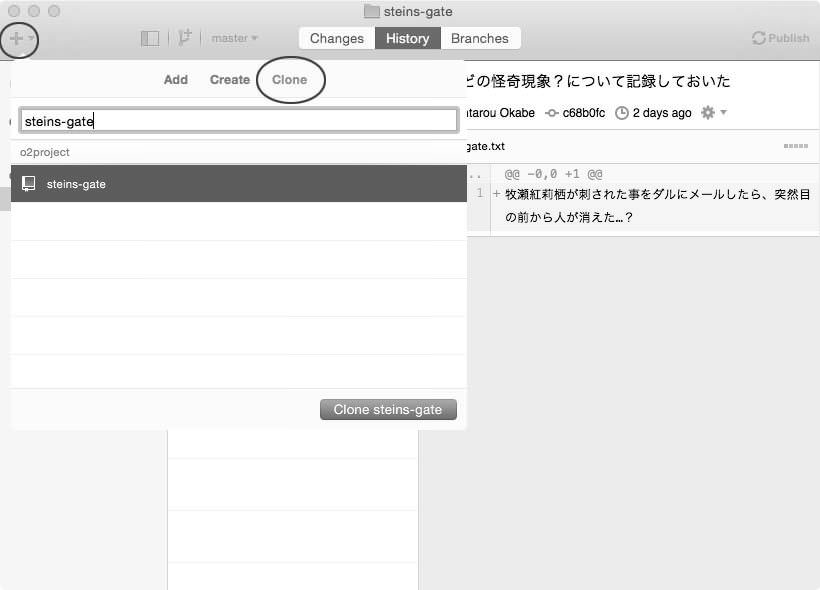 steins-gate
master
Changes
History
Branches
Publish
Add
Create
Clone
steins-gate
o2project
steins-gate
Clone steins-gate
どの怪奇現象？について記録しておいた
ntarou Okabe
c68b0fc
2 days ago
gate.txt
..
@@ -0,0 +1 @@
1
+牧瀬紅莉栖が刺された事をダルにメールしたら、突然目
の前から人が消えた…？